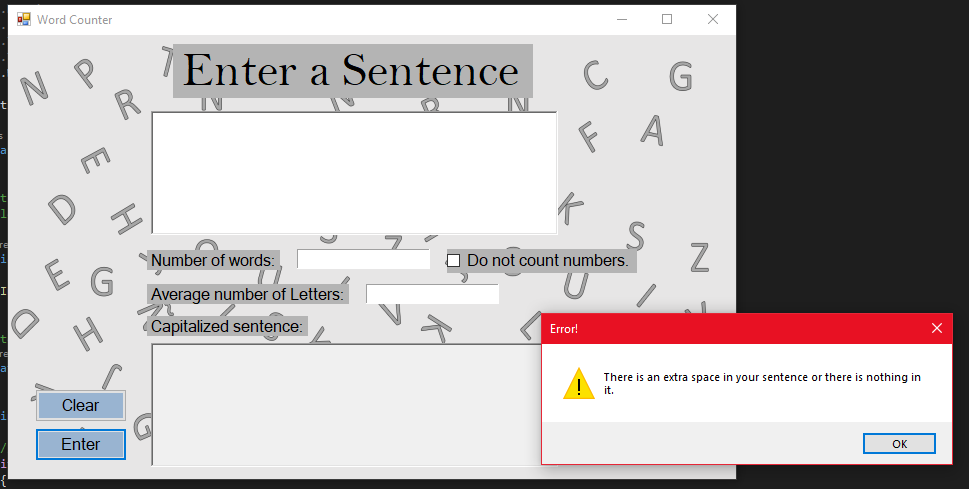 Word Counter
Enter a Sentence
Number of words:
Do not count numbers.
Average number of Letters:
Capitalized sentence:
Clear
Enter
Error!
There is an extra space in your sentence or there is nothing in
it.
OK